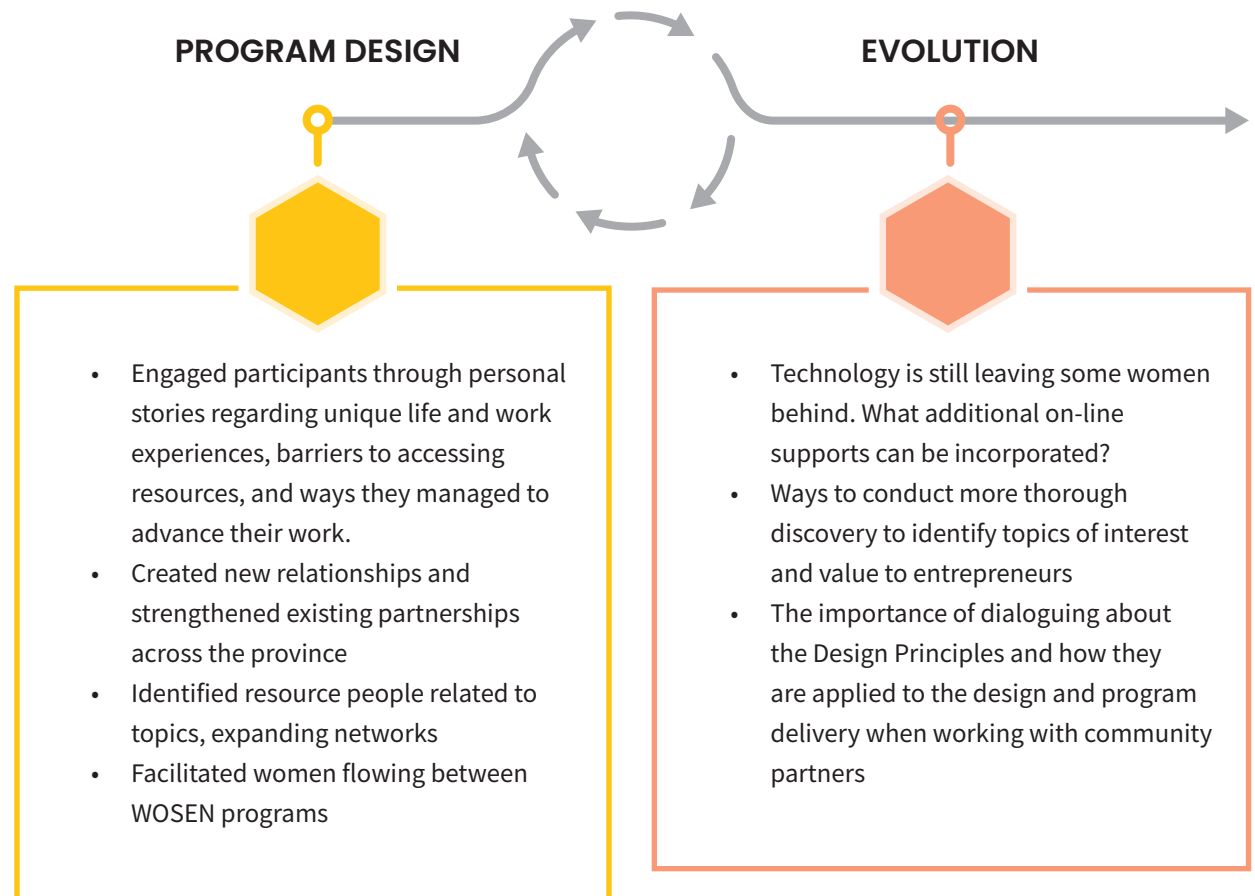 PROGRAM DESIGN
EVOLUTION
• Engaged participants through personal
stories regarding unique life and work
experiences, barriers to accessing
resources, and ways they managed to
advance their work.
• Created new relationships and
strengthened existing partnerships
across the province
• Identified resource people related to
topics, expanding networks
• Facilitated women flowing between
WOSEN programs
• Technology is still leaving some women
behind. What additional on-line
supports can be incorporated?
• Ways to conduct more thorough
discovery to identify topics of interest
and value to entrepreneurs
• The importance of dialoguing about
the Design Principles and how they
are applied to the design and program
delivery when working with community
partners